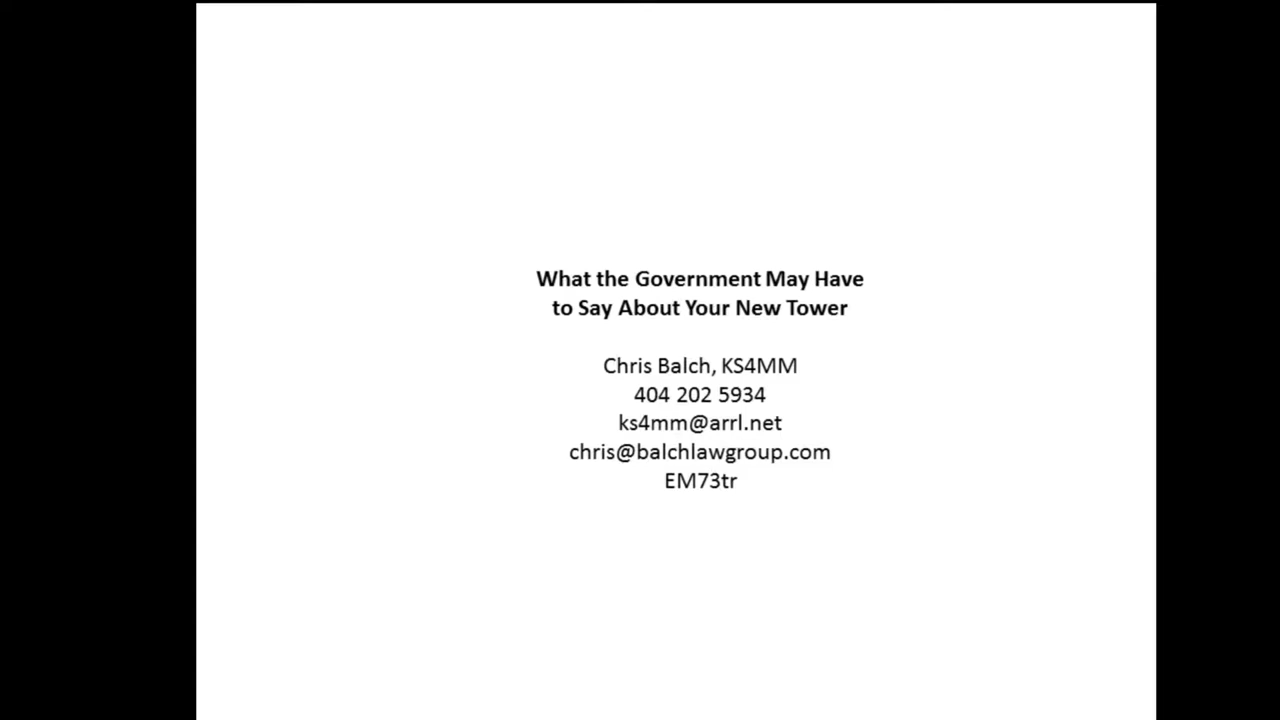 What the Government May Have
to Say About Your New Tower
Chris Balch, KS4MM
404 202 5934
ks4mm@arrl.net
chris@balchlawgroup.com
EM73tr